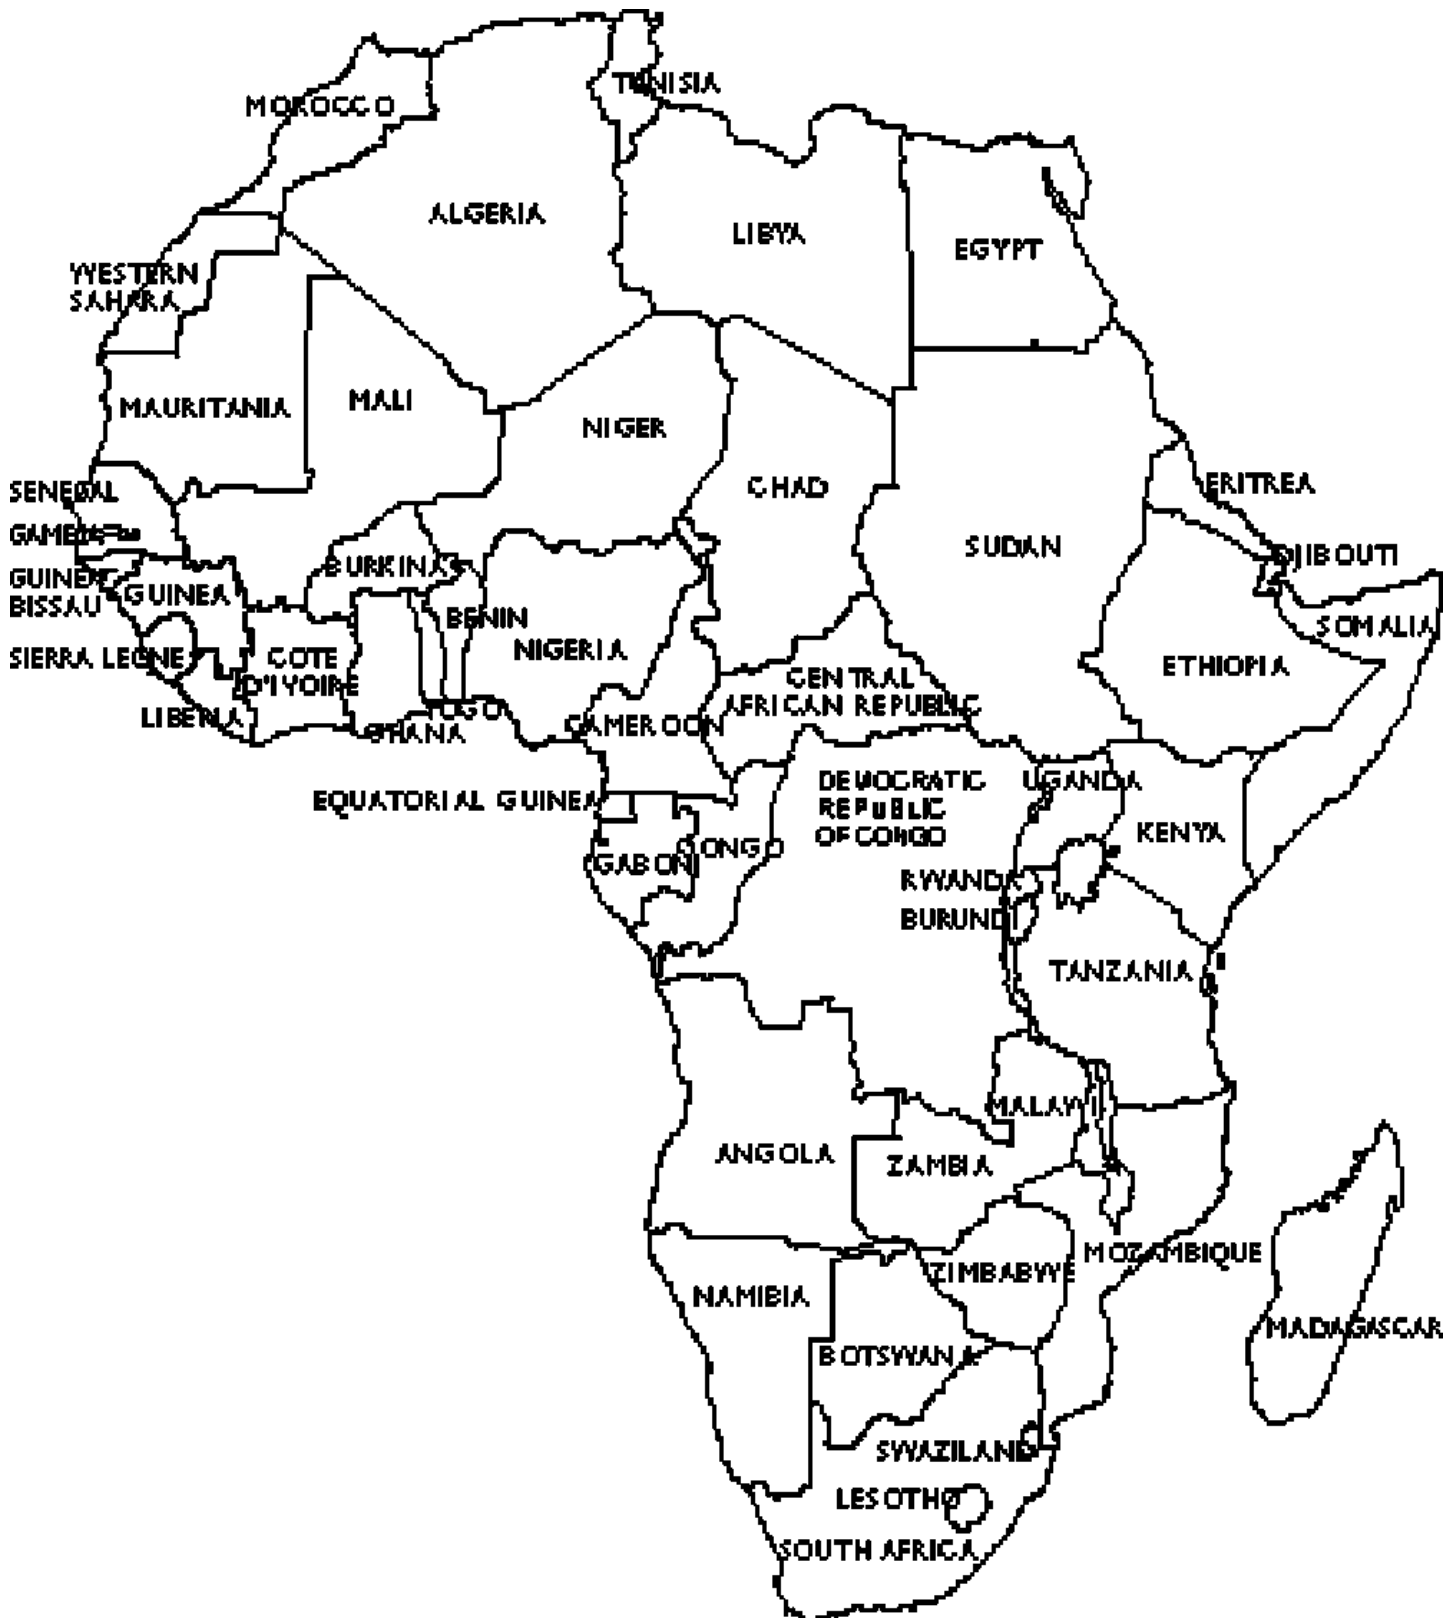 TUNISIA
MOROCCO
ALGERIA
LIBYA
EGYPT
WESTERN
SAHARA
MAURITANIA
MALI
NIGER
CHAD
ERITREA
SENEGAL
GAMBIA
SUDAN
DJIBOUTI
BURKINA
GUINEA
BISSAU
GUINEA
BENIN
SOMALIA
NIGERIA
SIERRA LEONE
COTE
D'IVOIRE
ETHIOPIA
CENTRAL
AFRICAN REPUBLIC
LIBERIA
TOGO
GHANA
CAMEROON
DEMOCRATIC
REPUBLIC
OF CONGO
UGANDA
EQUATORIAL GUINEA
KENYA
GABON
CONGO
RWANDA
BURUNDI
TANZANIA
MALAWI
ANGOLA
ZAMBIA
MOZAMBIQUE
ZIMBABWE
NAMIBIA
MADAGASCAR
BOTSWANA
SWAZILAND
LESOTHO
SOUTH AFRICA